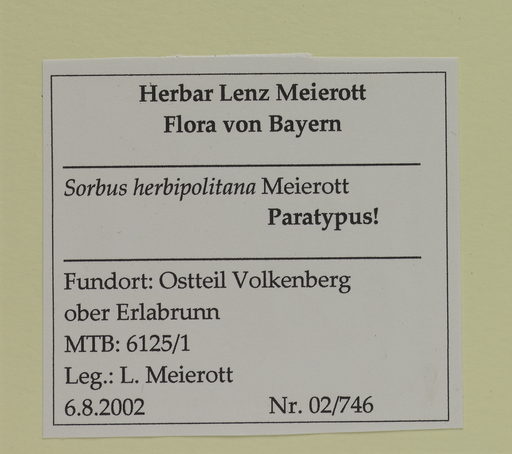 Herbar Lenz Meierott
Flora von Bayern
Sorbus herbipolitana Meierott
Paratypus!
Fundort: Ostteil Volkenberg
ober Erlabrunn
MTB: 6125/1
Leg.: L. Meierott
6.8.2002 Nr. 02/746